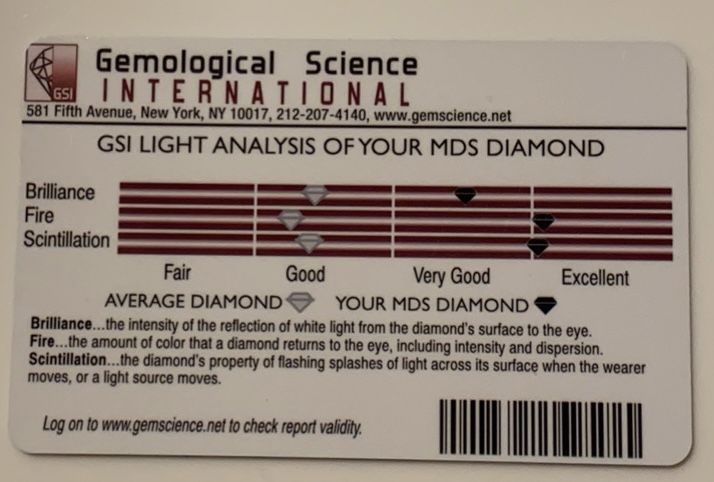 GSI
Gemological Science
INTERNATIONAL
581 Fifth Avenue, New York, NY 10017, 212-207-4140, www.gemscience.net
GSI LIGHT ANALYSIS OF YOUR MDS DIAMOND
Brilliance
Fire
Scintillation
Fair Good Very Good Excellent
AVERAGE DIAMOND YOUR MDS DIAMOND
Brilliance...the intensity of the reflection of white light from the diamond's surface to the eye.
Fire...the amount of color that a diamond returns to the eye, including intensity and dispersion.
Scintillation...the diamond's property of flashing splashes of light across its surface when the wearer
moves, or a light source moves.
Log on to www.gemscience.net to check report validity.